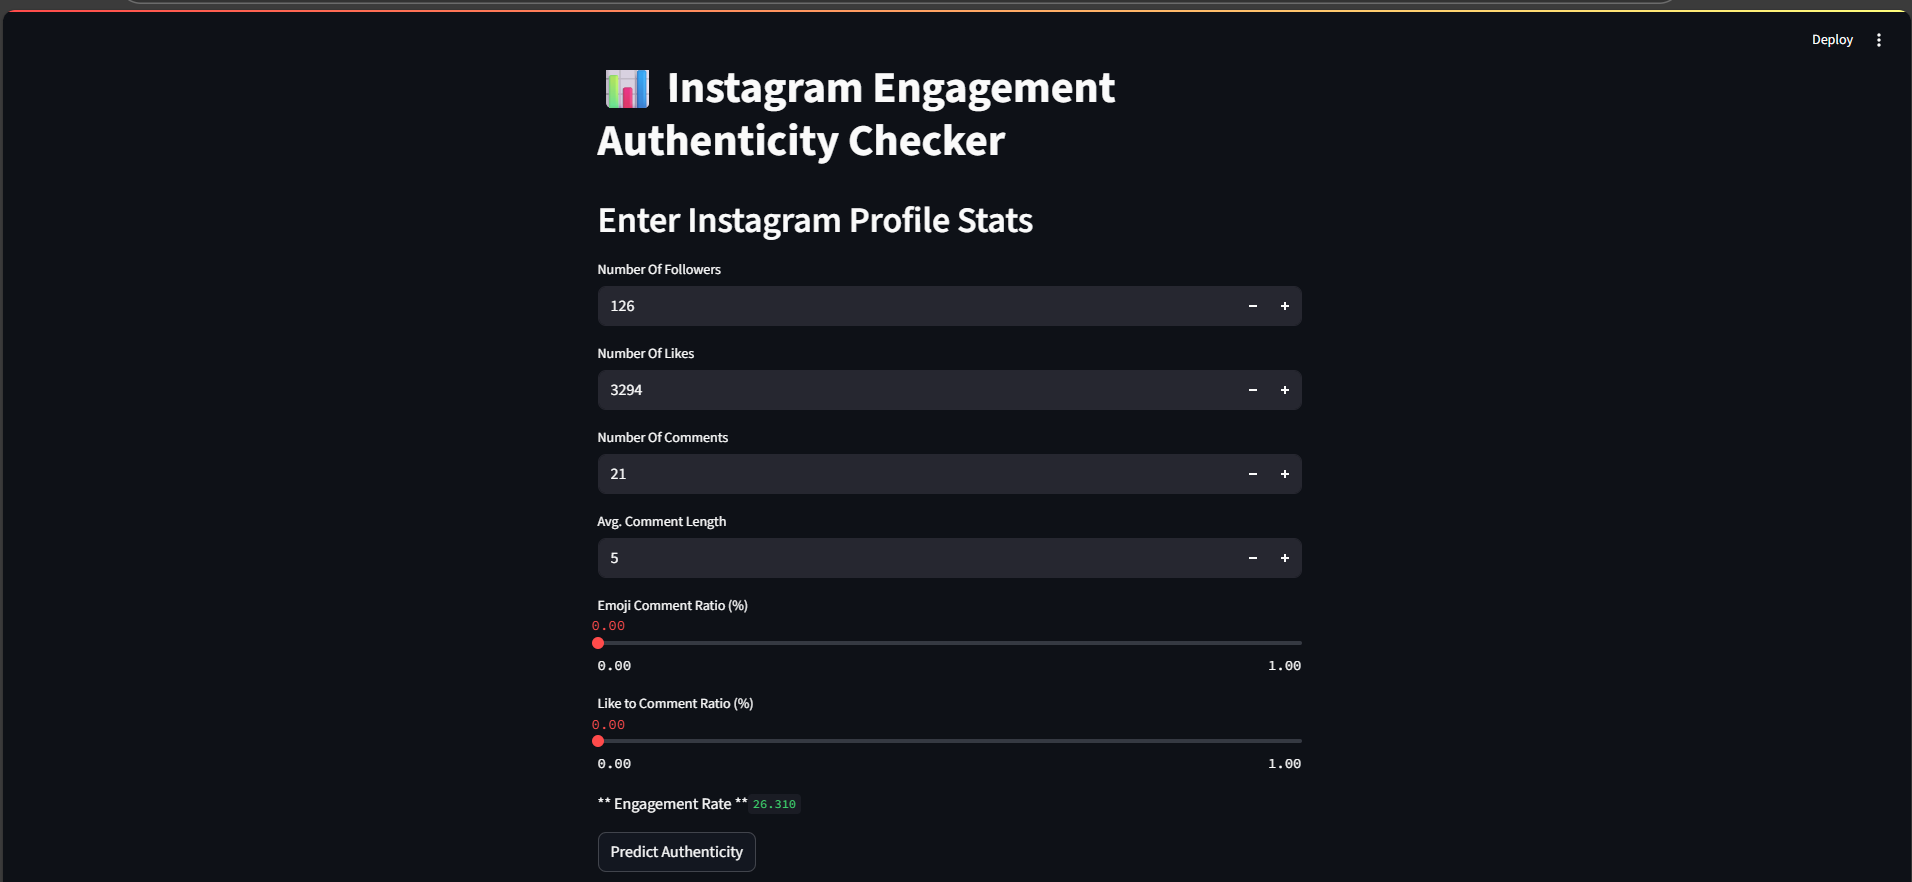 Deploy
Instagram Engagement
Authenticity Checker
Enter Instagram Profile Stats
Number Of Followers
126
Number Of Likes
3294
Number Of Comments
21
Avg. Comment Length
5
Emoji Comment Ratio (%)
0.00
0.00 1.00
Like to Comment Ratio (%)
0.00
0.00 1.00
** Engagement Rate ** 26.310
Predict Authenticity